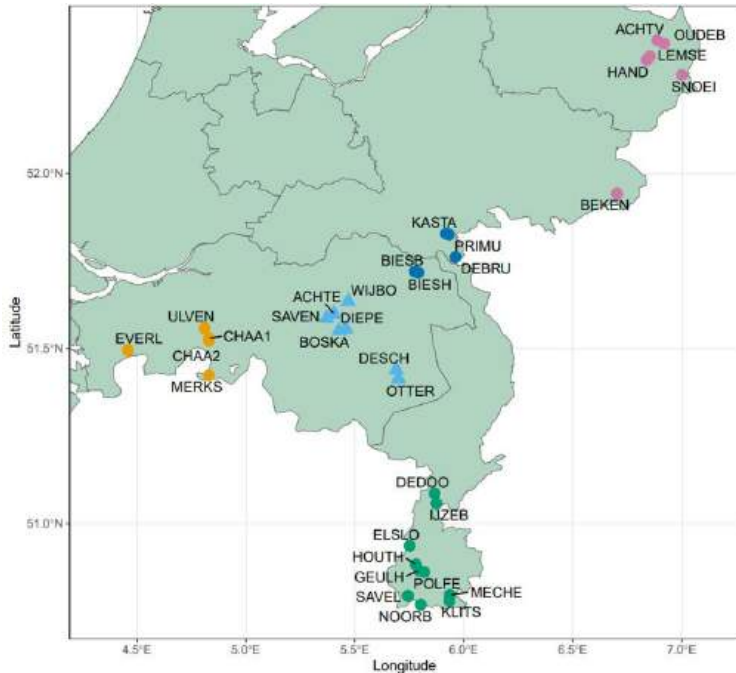 ACHTV
OUDEB
LEMSE
HAND
SNOEI
52.0°N
BEKEN
KASTA
PRIMU
BIESB
DEBRU
BIESH
ACHTE
WIJBO
ULVEN
SAVEN
DIEPE
EVERL
CHAA1
BOSKA
51.5°N
CHAA2
DESCH
MERKS
OTTER
Latitude
DEDOO
IJZEB
51.0°N
ELSLO
HOUTH
GEULH
POLFE
MECHE
SAVEL
KLITS
NOORB
4.5°E 5.0°E 5.5°E 6.0°E 6.5°E 7.0°E
Longitude